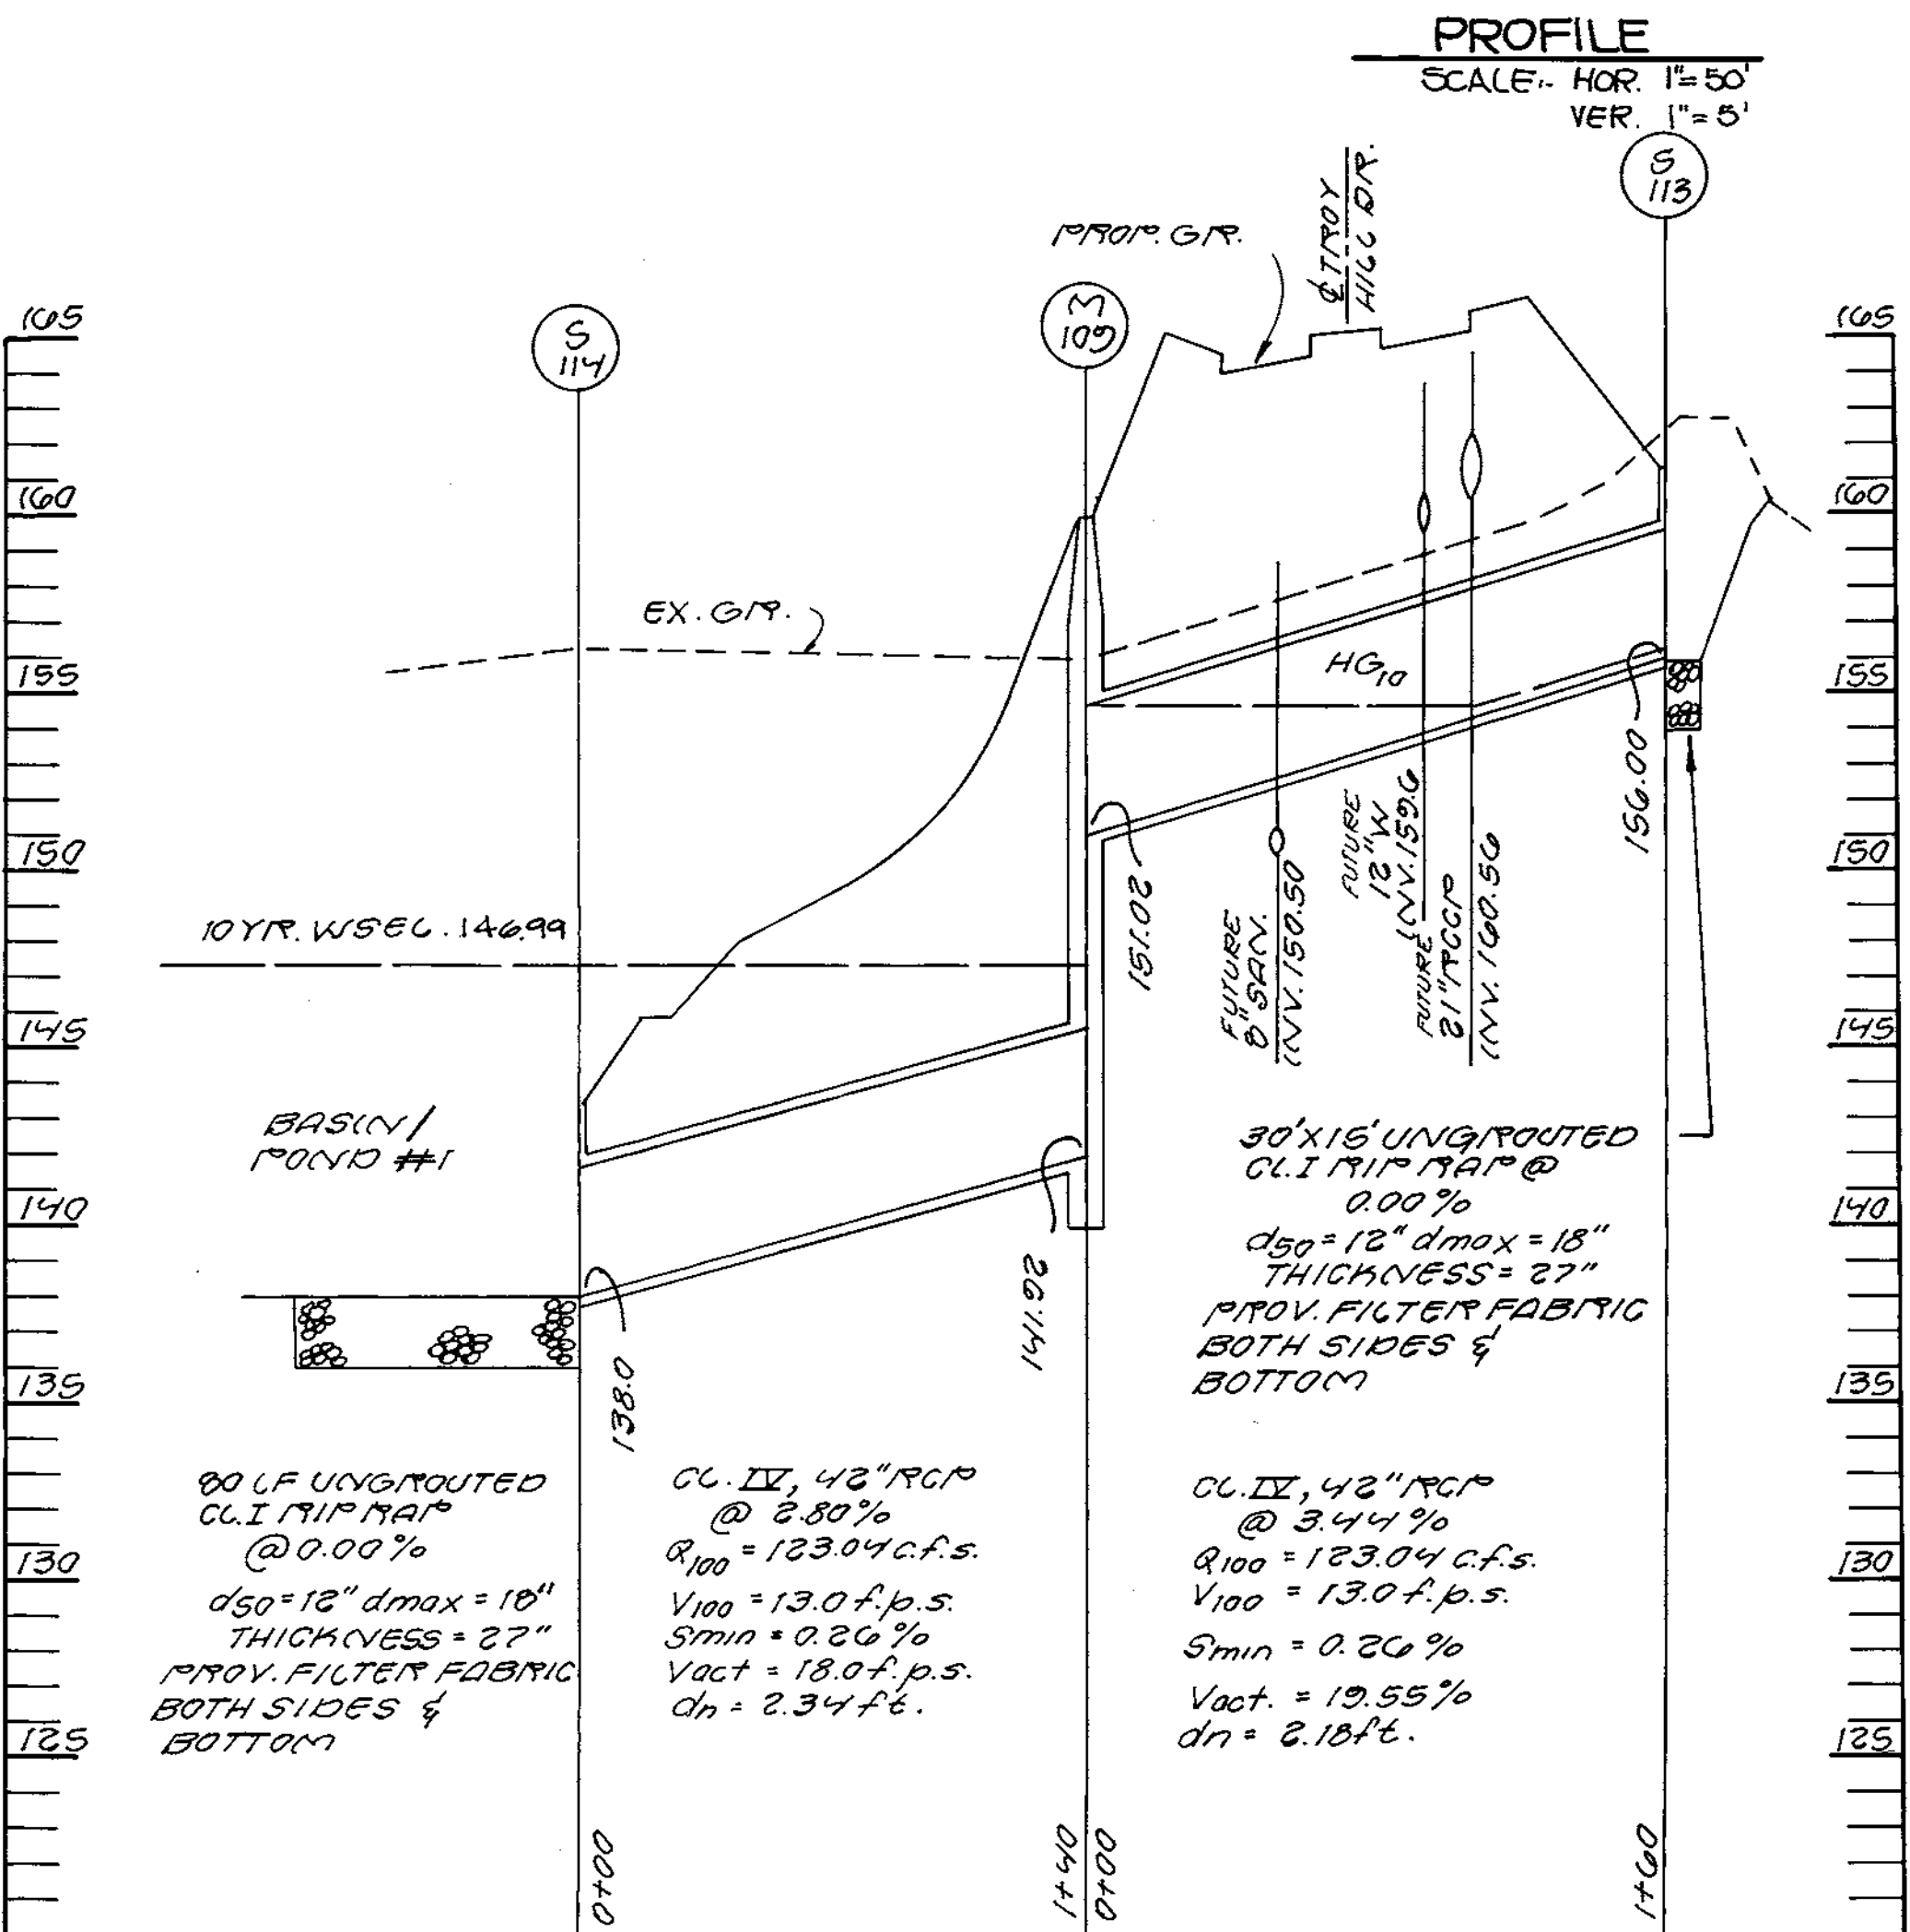 PROFILE
SCALE:- HOR. 1"=50'
VER. 1"=5'
S
113
℄ TROY
HILL DR.
PROP. GR.
M
109
S
114
165
160
155
150
145
140
135
130
125
165
160
155
150
145
140
135
130
125
EX. GR.
HG10
10 YR. WSEL. 146.99
BASIN/
POND #1
138.0
141.92
151.02
156.00
FUTURE
8" SAN.
INV. 150.50
FUTURE
12" W
INV. 159.6
FUTURE
21" RCCP
INV. 160.56
30'X15' UNGROUTED
CL.I RIP RAP @
0.00%
d50 = 12" dmax = 18"
THICKNESS = 27"
PROV. FILTER FABRIC
BOTH SIDES &
BOTTOM
80 LF UNGROUTED
CL.I RIP RAP
@ 0.00%
d50 = 12" dmax = 18"
THICKNESS = 27"
PROV. FILTER FABRIC
BOTH SIDES &
BOTTOM
CL. IV, 42" RCP
@ 2.80%
Q100 = 123.04 c.f.s.
V100 = 13.0 f.p.s.
Smin = 0.26%
Vact = 18.0 f.p.s.
dn = 2.34 ft.
CL. IV, 42" RCP
@ 3.44%
Q100 = 123.04 c.f.s.
V100 = 13.0 f.p.s.
Smin = 0.26%
Vact. = 19.55%
dn = 2.18 ft.
0+00
1+40
0+00
1+60